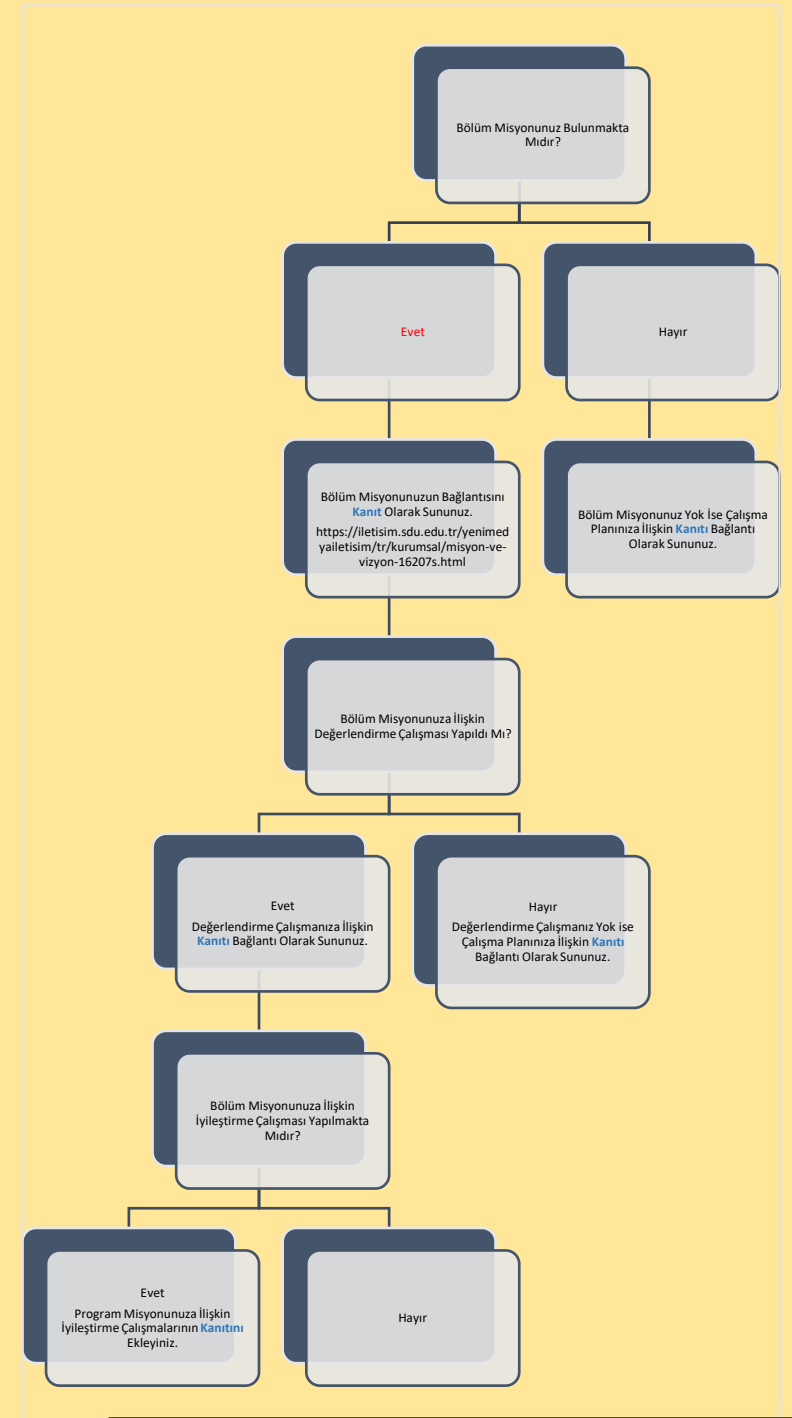 Bölüm Misyonunuz Bulunmakta
Mıdır?
Evet
Hayır
Bölüm Misyonunuzun Bağlantısını
Kanıt Olarak Sununuz.
https://iletisim.sdu.edu.tr/yenimed
yailetisim/tr/kurumsal/misyon-ve-
vizyon-16207s.html
Bölüm Misyonunuz Yok İse Çalışma
Planınıza İlişkin Kanıtı Bağlantı
Olarak Sununuz.
Bölüm Misyonunuza İlişkin
Değerlendirme Çalışması Yapıldı Mı?
Evet
Değerlendirme Çalışmanıza İlişkin
Kanıtı Bağlantı Olarak Sununuz.
Hayır
Değerlendirme Çalışmanız Yok ise
Çalışma Planınıza İlişkin Kanıtı
Bağlantı Olarak Sununuz.
Bölüm Misyonunuza İlişkin
İyileştirme Çalışması Yapılmakta
Mıdır?
Evet
Program Misyonunuza İlişkin
İyileştirme Çalışmalarının Kanıtını
Ekleyiniz.
Hayır